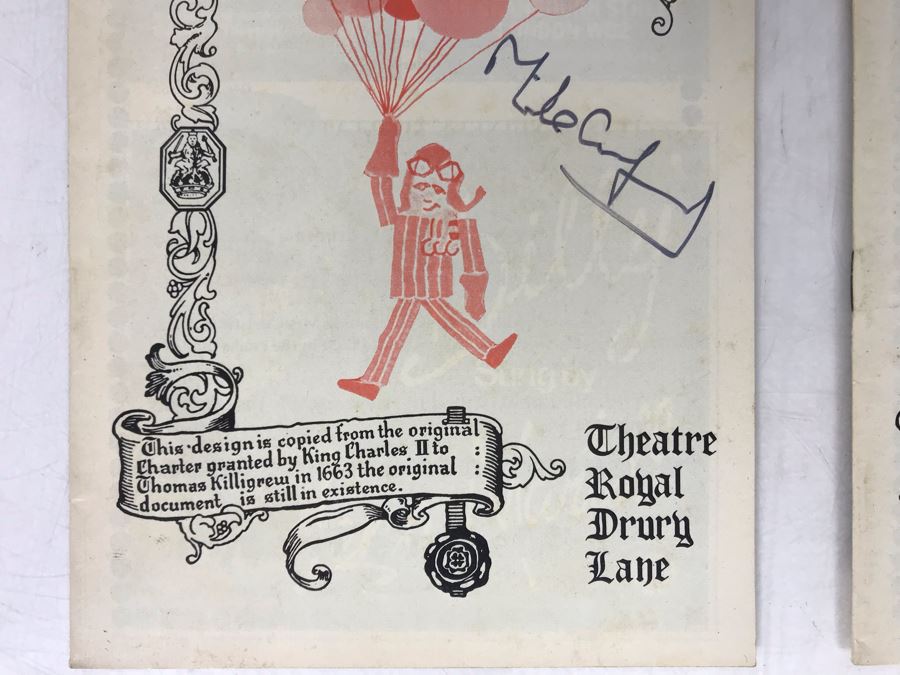 This design is copied from the original
Charter granted by King Charles II to :
Thomas Killigrew in 1663 the original :
document is still in existence.
Theatre
Royal
Drury
Lane